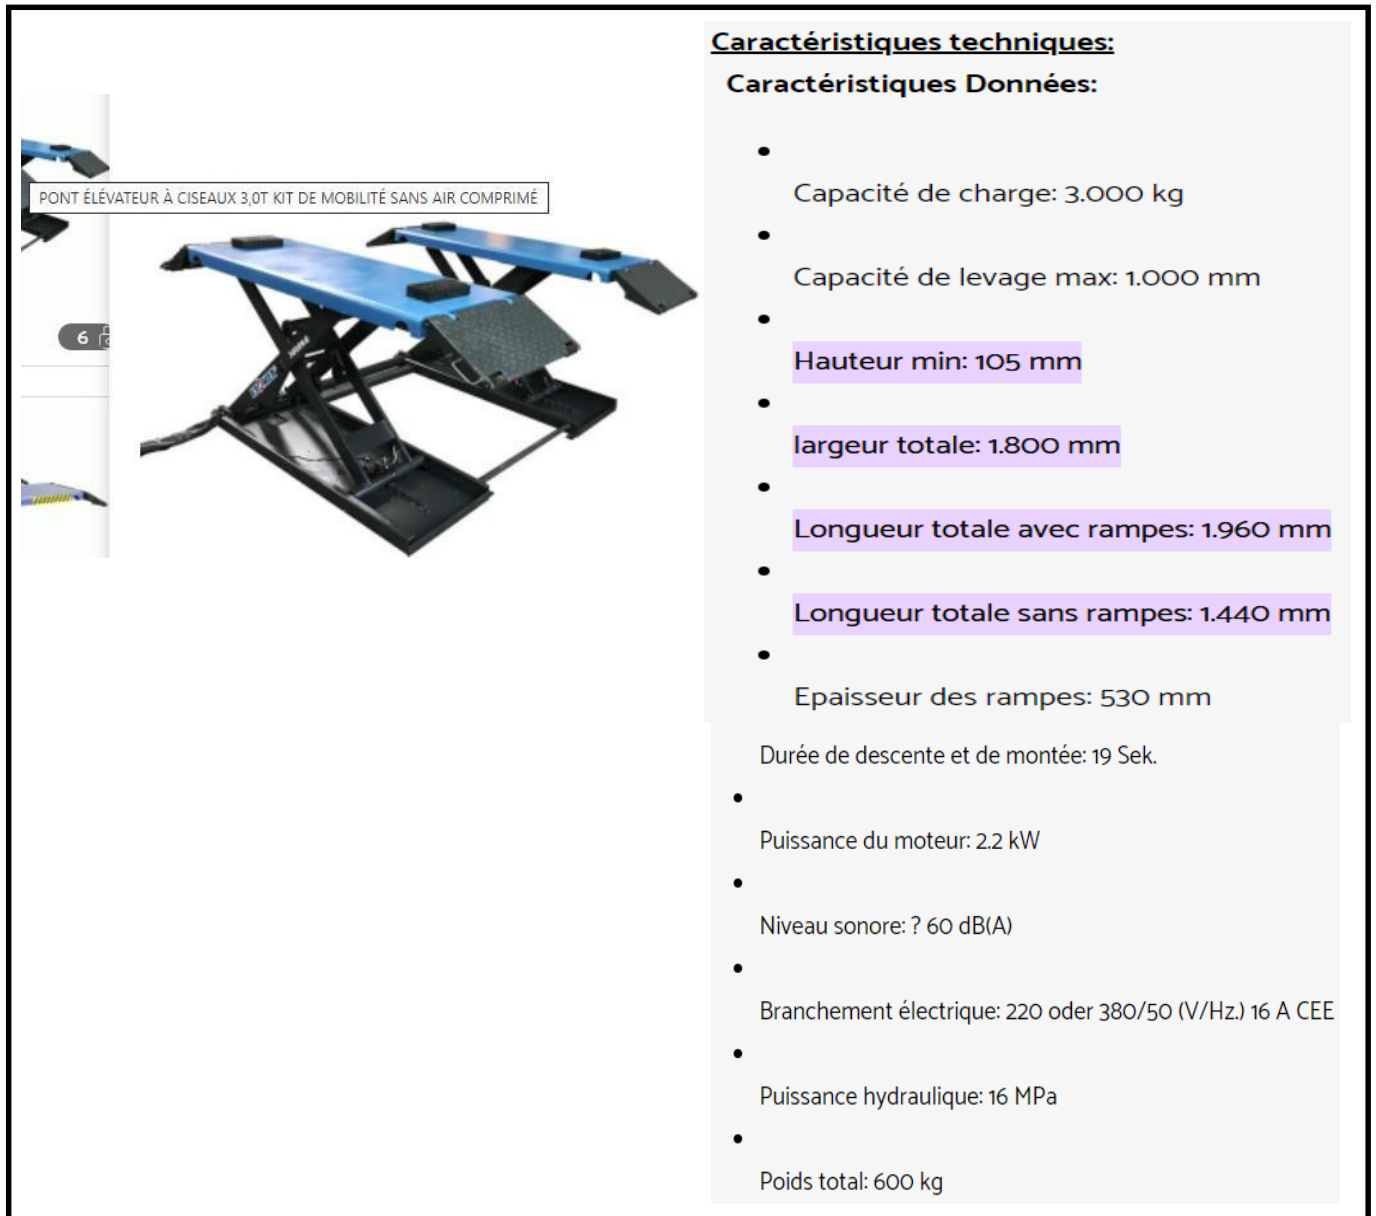 Caractéristiques techniques:
Caractéristiques Données:
PONT ÉLÉVATEUR À CISEAUX 3,0T KIT DE MOBILITÉ SANS AIR COMPRIMÉ
6
Capacité de charge: 3.000 kg
Capacité de levage max: 1.000 mm
Hauteur min: 105 mm
largeur totale: 1.800 mm
Longueur totale avec rampes: 1.960 mm
Longueur totale sans rampes: 1.440 mm
Epaisseur des rampes: 530 mm
Durée de descente et de montée: 19 Sek.
Puissance du moteur: 2.2 kW
Niveau sonore: ? 60 dB(A)
Branchement électrique: 220 oder 380/50 (V/Hz.) 16 A CEE
Puissance hydraulique: 16 MPa
Poids total: 600 kg